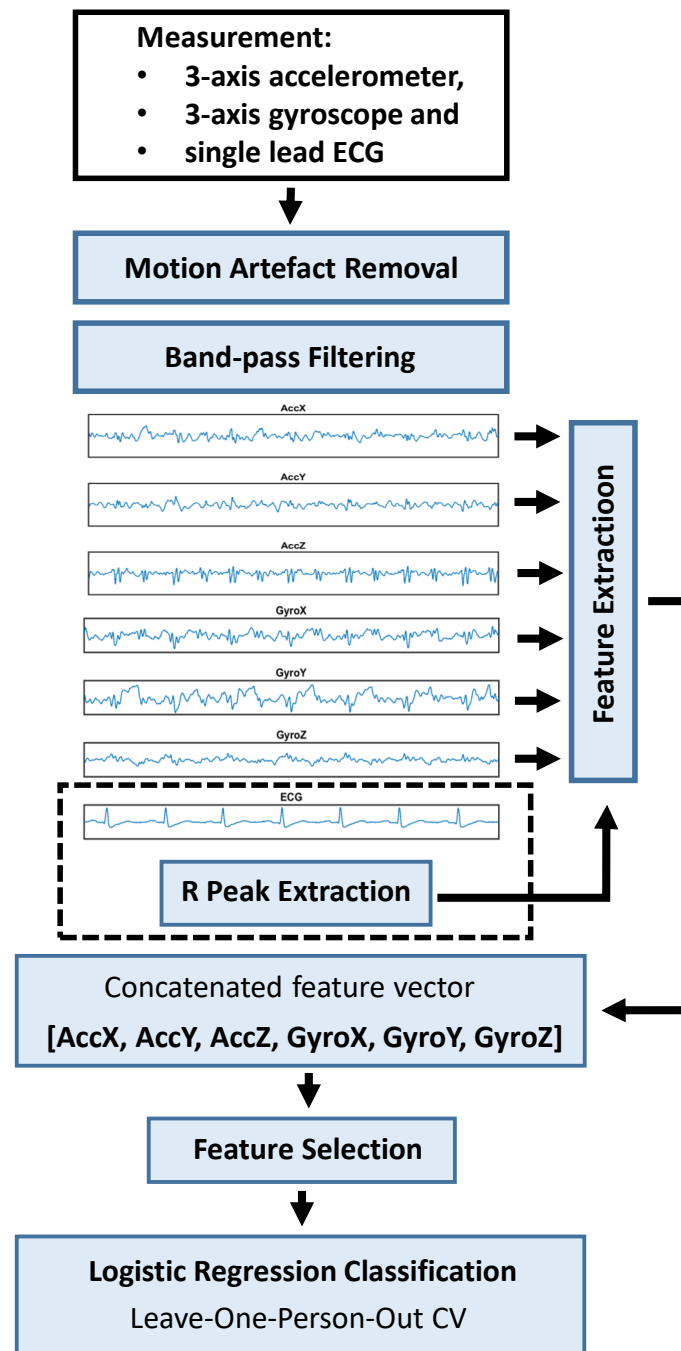 Measurement:
• 3-axis accelerometer,
• 3-axis gyroscope and
• single lead ECG
Motion Artefact Removal
Band-pass Filtering
AccX
AccY
AccZ
GyroX
GyroY
GyroZ
ECG
Feature Extractioon
R Peak Extraction
Concatenated feature vector
[AccX, AccY, AccZ, GyroX, GyroY, GyroZ]
Feature Selection
Logistic Regression Classification
Leave-One-Person-Out CV